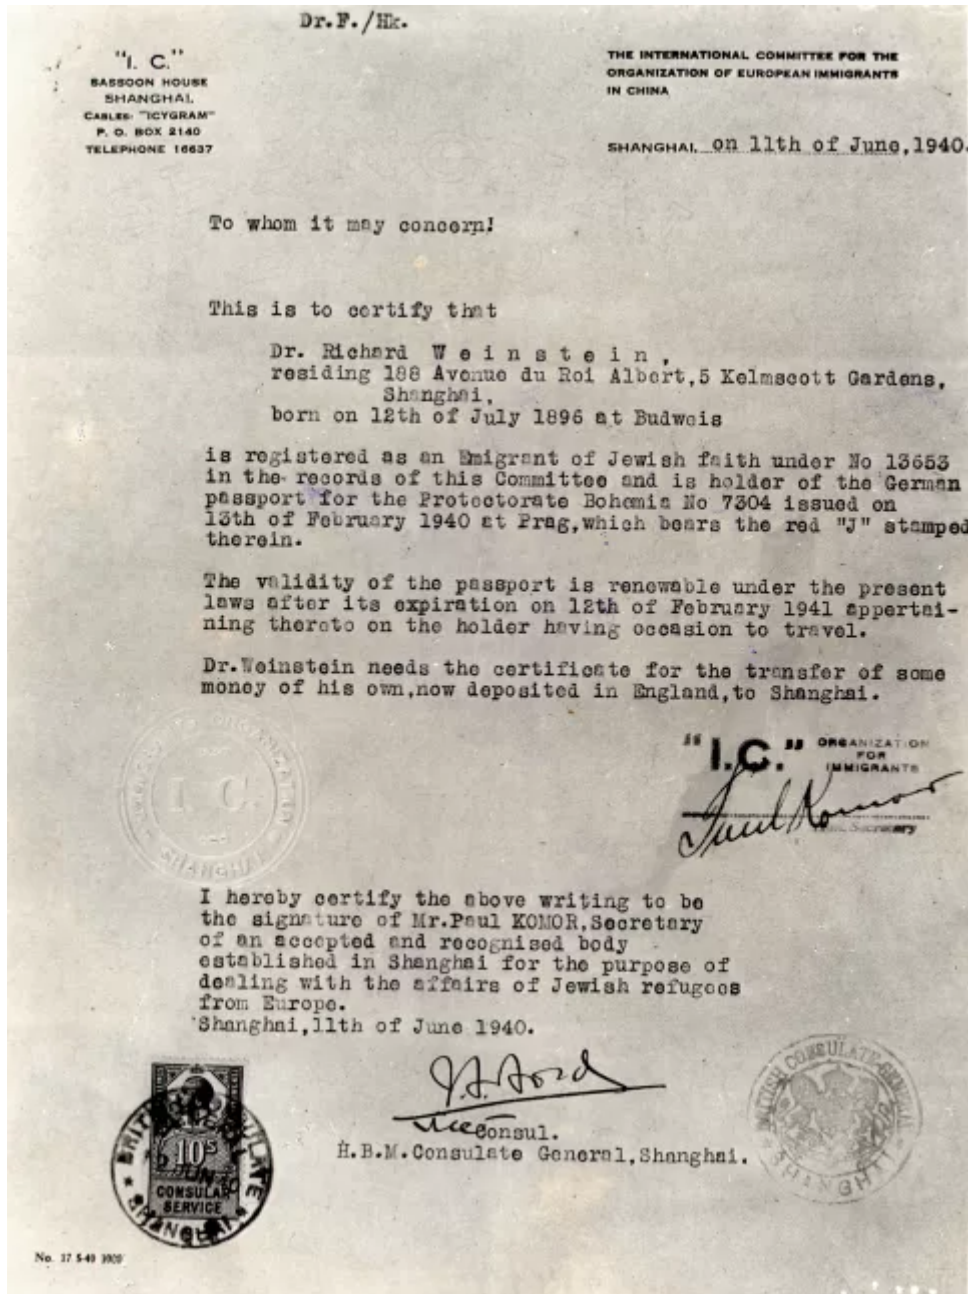 Dr.F./Hk.
"I. C."
SASSOON HOUSE
SHANGHAI.
CABLES: "ICYGRAM"
P. O. BOX 2140
TELEPHONE 16637
THE INTERNATIONAL COMMITTEE FOR THE
ORGANIZATION OF EUROPEAN IMMIGRANTS
IN CHINA
SHANGHAI, on 11th of June,1940.
To whom it may concern!
This is to certify that
Dr. Richard W e i n s t e i n ,
residing 188 Avenue du Roi Albert,5 Kelmscott Gardens,
Shanghai,
born on 12th of July 1896 at Budweis
is registered as an Emigrant of Jewish faith under No 13653
in the records of this Committee and is holder of the German
passport for the Protectorate Bohemia No 7304 issued on
13th of February 1940 at Prag,which bears the red "J" stamped
therein.
The validity of the passport is renewable under the present
laws after its expiration on 12th of February 1941 appertai-
ning thereto on the holder having occasion to travel.
Dr.Weinstein needs the certificate for the transfer of some
money of his own,now deposited in England,to Shanghai.
"I.C." ORGANIZATION
FOR
IMMIGRANTS
Paul Komor
Secretary
I. C.
SHANGHAI
I hereby certify the above writing to be
the signature of Mr.Paul KOMOR,Secretary
of an accepted and recognised body
established in Shanghai for the purpose of
dealing with the affairs of Jewish refugees
from Europe.
Shanghai,11th of June 1940.
Vice Consul.
H.B.M.Consulate General,Shanghai.
BRITISH CONSULATE
SHANGHAI
10S
JUN 40
CONSULAR
SERVICE
BRITISH CONSULATE-GENERAL
SHANGHAI